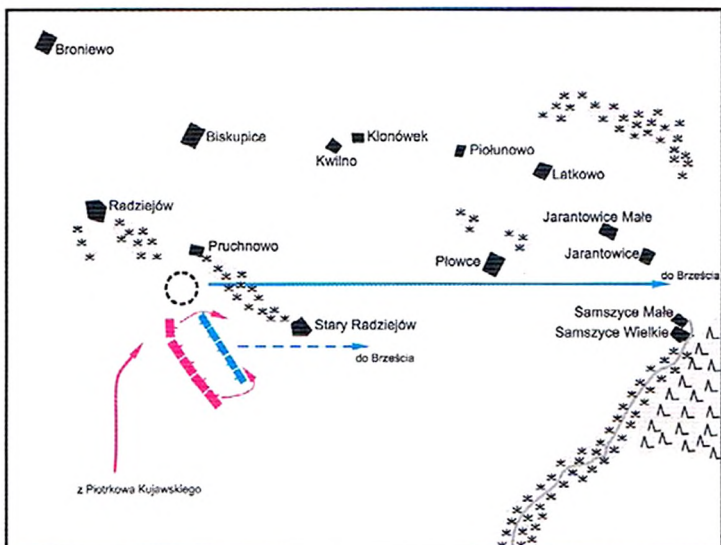 Broniewo
Biskupice
Klonówek
Kwilno
Piołunowo
Latkowo
Radziejów
Jarantowice Małe
Pruchnowo
Płowce
Jarantowice
do Brześcia
Samszyce Małe
Stary Radziejów
Samszyce Wielkie
do Brześcia
z Piotrkowa Kujawskiego